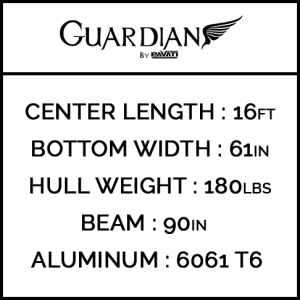 GUARDIAN
BY PAVATI
CENTER LENGTH : 16FT
BOTTOM WIDTH : 61IN
HULL WEIGHT : 180LBS
BEAM : 90IN
ALUMINUM : 6061 T6